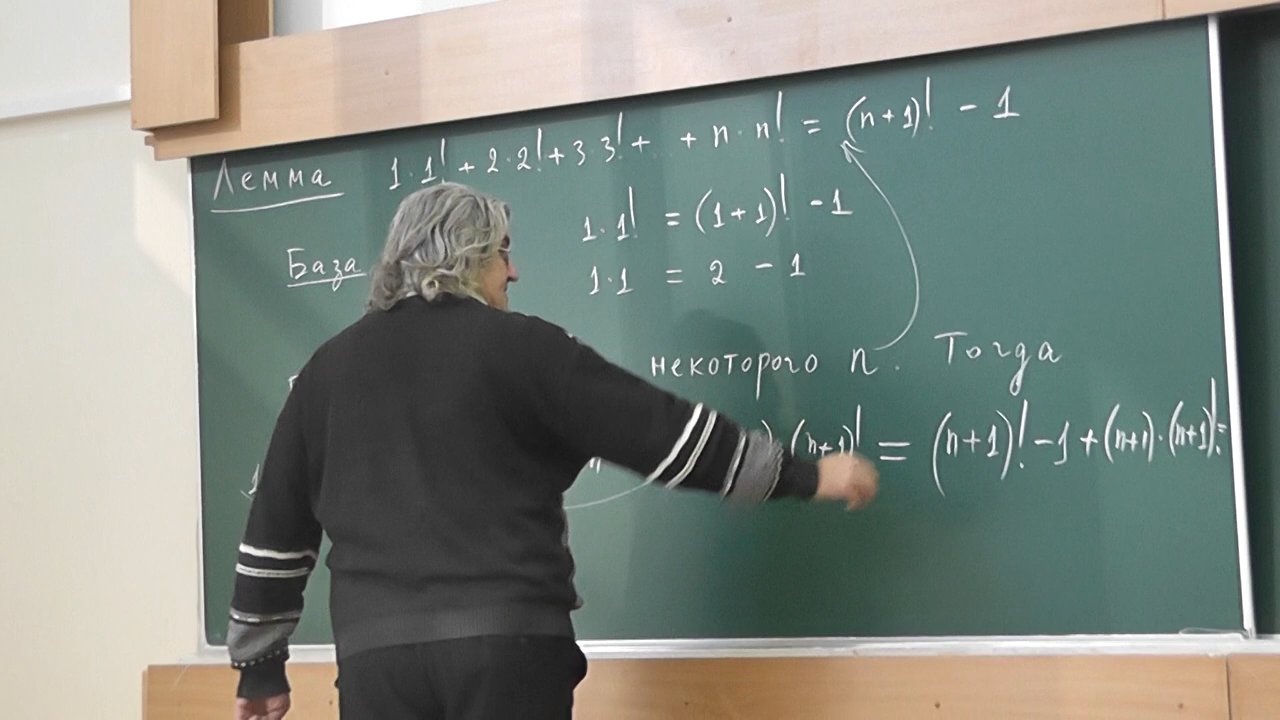 Лемма 1·1! + 2·2! + 3·3! + ... + n·n! = (n+1)! - 1
1·1! = (1+1)! - 1
База
1·1 = 2 - 1
некоторого n. Тогда
(n+1)! = (n+1)! - 1 + (n+1)·(n+1)! =